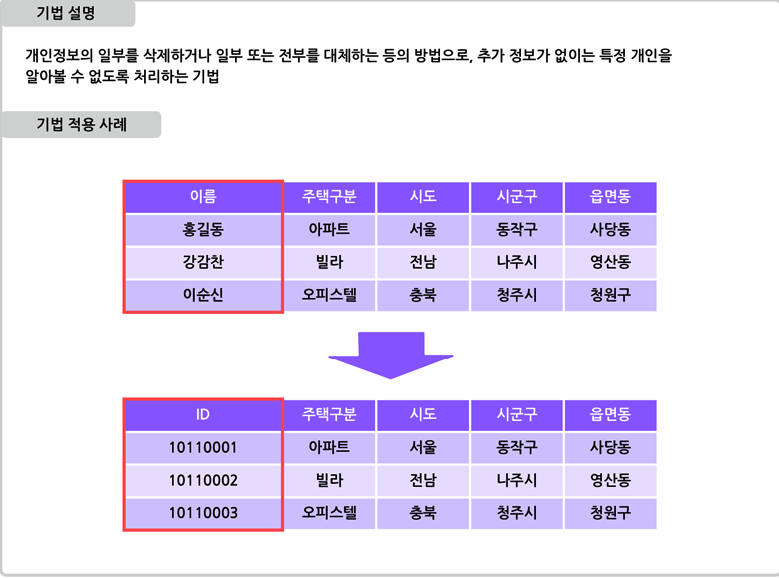 기법 설명
개인정보의 일부를 삭제하거나 일부 또는 전부를 대체하는 등의 방법으로, 추가 정보가 없이는 특정 개인을
알아볼 수 없도록 처리하는 기법
기법 적용 사례
이름 주택구분 시도 시군구 읍면동
홍길동 아파트 서울 동작구 사당동
강감찬 빌라 전남 나주시 영산동
이순신 오피스텔 충북 청주시 청원구
ID 주택구분 시도 시군구 읍면동
10110001 아파트 서울 동작구 사당동
10110002 빌라 전남 나주시 영산동
10110003 오피스텔 충북 청주시 청원구